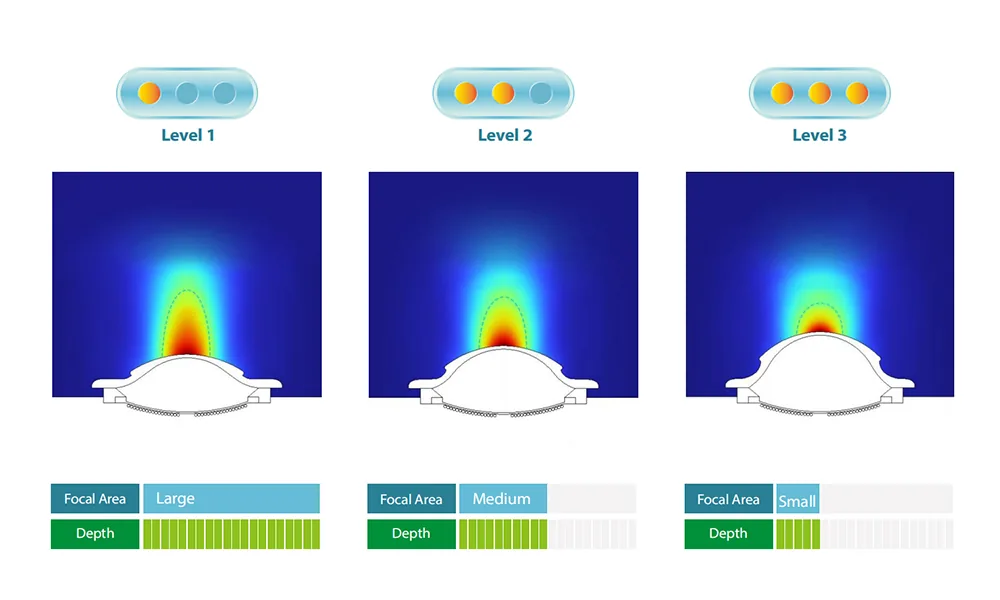 Level 1
Level 2
Level 3
Focal Area Large
Depth
Focal Area Medium
Depth
Focal Area Small
Depth